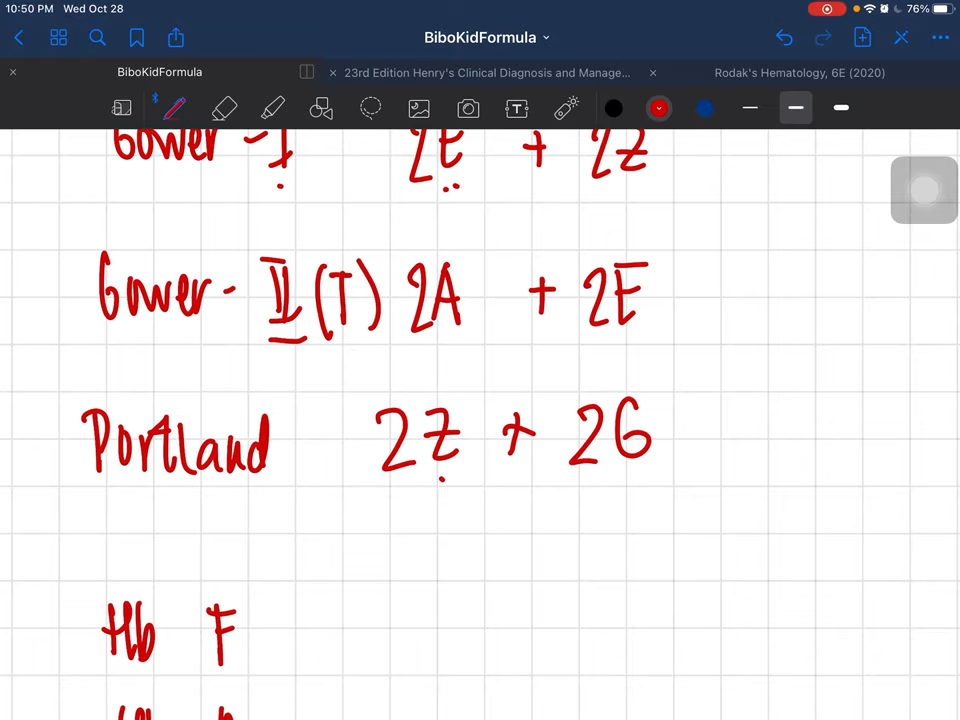 10:50 PM Wed Oct 28 76%
BiboKidFormula
BiboKidFormula 23rd Edition Henry's Clinical Diagnosis and Manage... Rodak's Hematology, 6E (2020)
Gower - I 2E + 2Z
Gower - II (T) 2A + 2E
Portland 2Z + 2G
Hb F